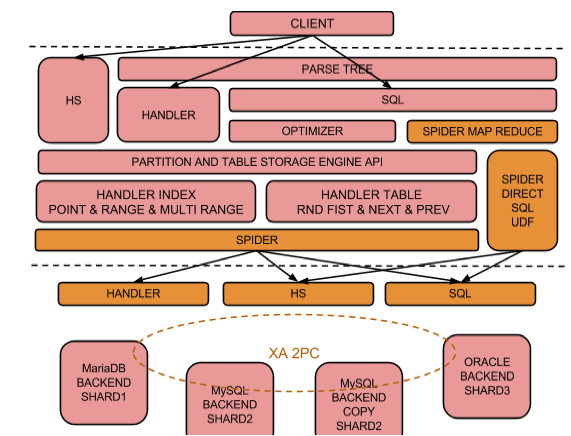 CLIENT
PARSE TREE
HS
HANDLER
SQL
OPTIMIZER
SPIDER MAP REDUCE
PARTITION AND TABLE STORAGE ENGINE API
SPIDER
DIRECT
SQL
UDF
HANDLER INDEX
POINT & RANGE & MULTI RANGE
HANDLER TABLE
RND FIST & NEXT & PREV
SPIDER
HANDLER
HS
SQL
XA 2PC
MariaDB
BACKEND
SHARD1
MySQL
BACKEND
SHARD2
MySQL
BACKEND
COPY
SHARD2
ORACLE
BACKEND
SHARD3